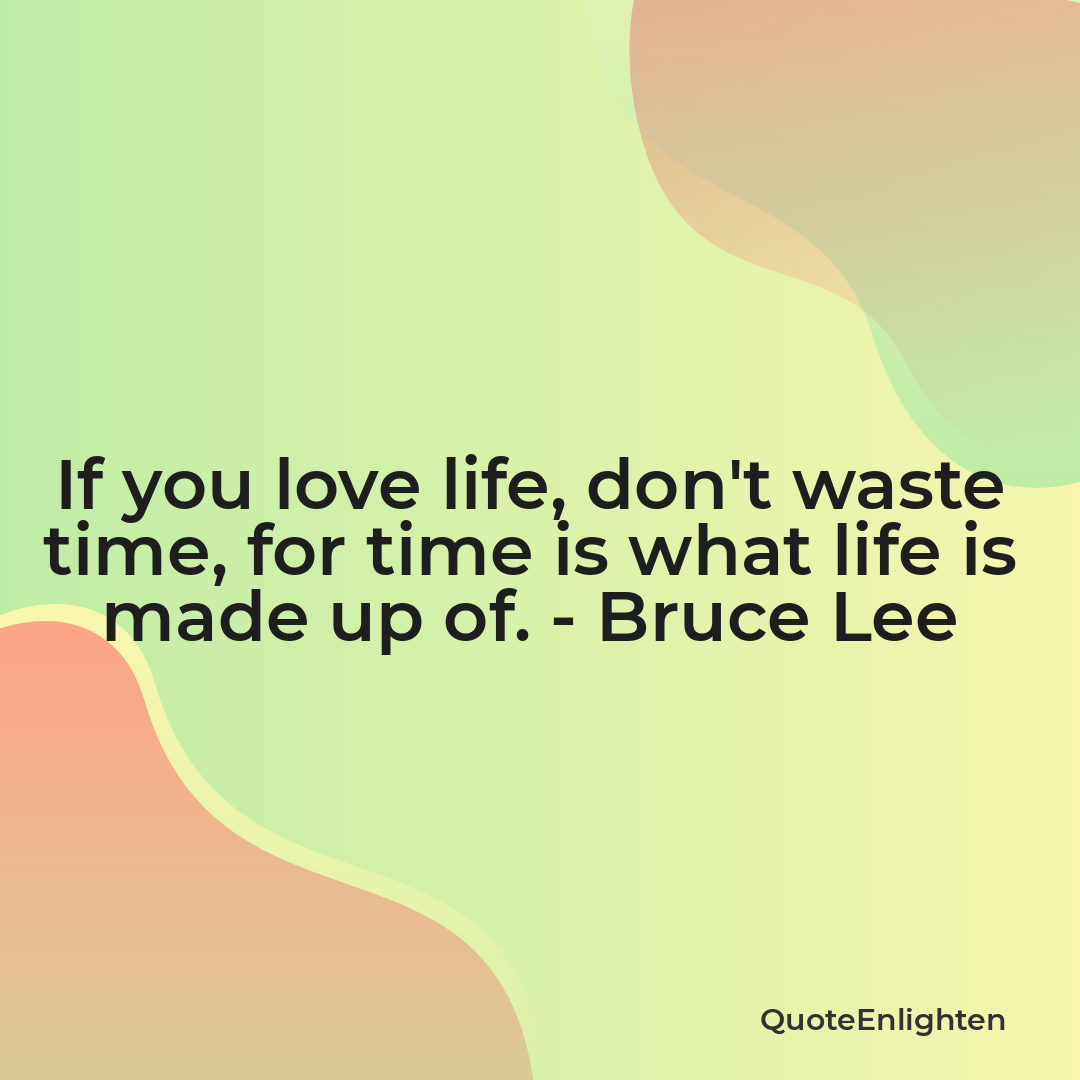 If you love life, don't waste
time, for time is what life is
made up of. - Bruce Lee
QuoteEnlighten